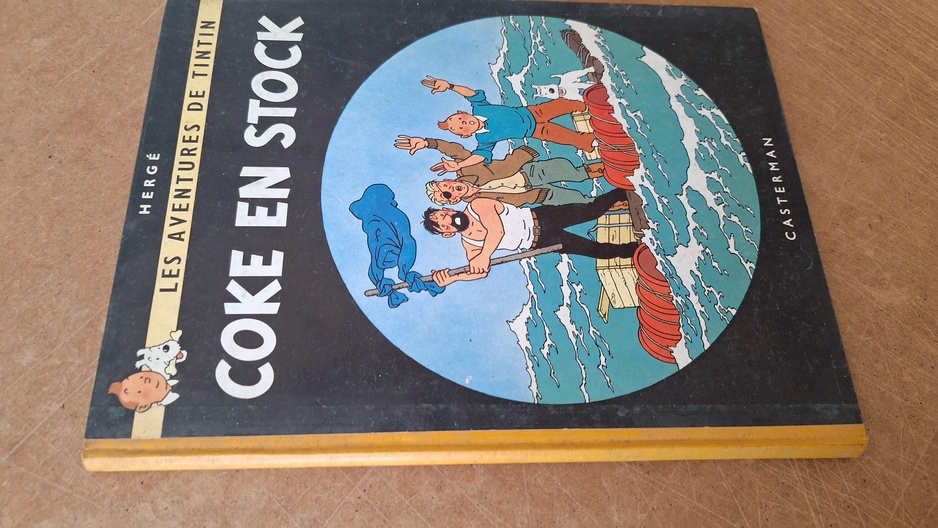 HERGÉ
LES AVENTURES DE TINTIN
COKE EN STOCK
CASTERMAN